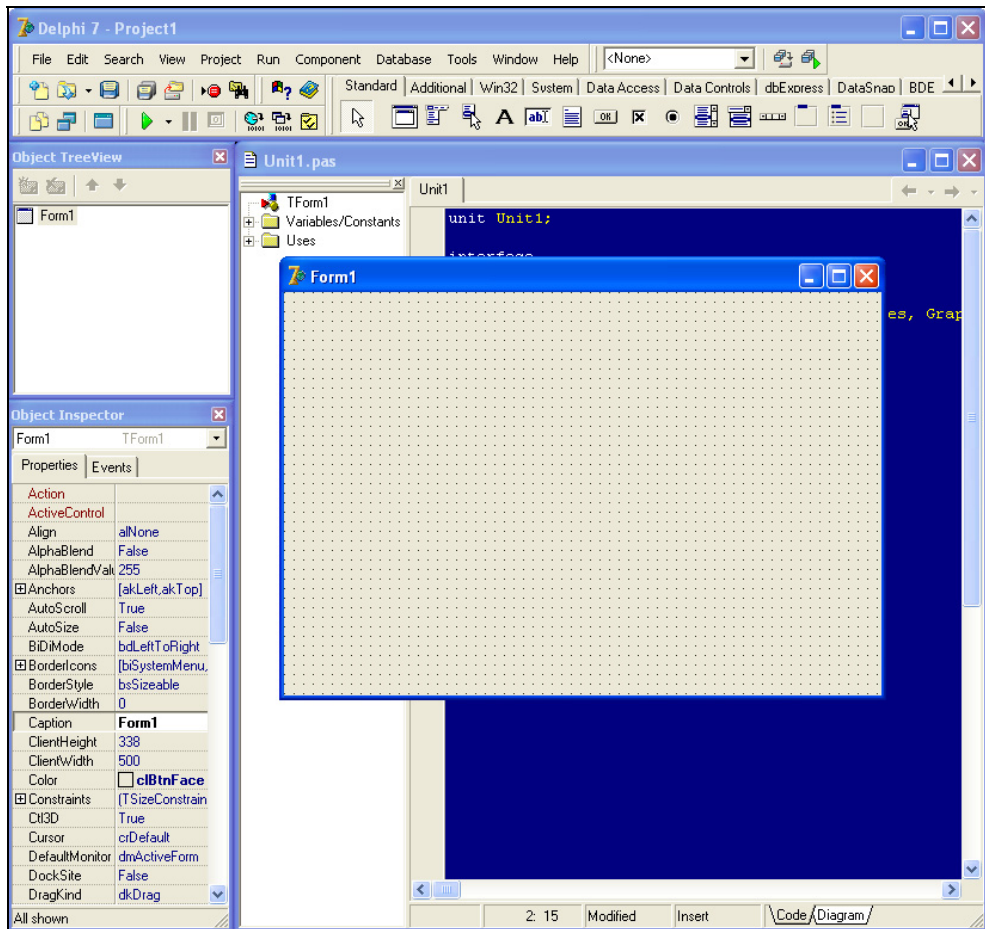 Delphi 7 - Project1
File Edit Search View Project Run Component Database Tools Window Help <None>
Standard Additional Win32 System Data Access Data Controls dbExpress DataSnap BDE
Object TreeView
Form1
Unit1.pas
TForm1
Variables/Constants
Uses
Unit1
unit Unit1;
interface
es, Grap
Form1
Object Inspector
Form1 TForm1
Properties Events
Action
ActiveControl
Align alNone
AlphaBlend False
AlphaBlendValu 255
Anchors [akLeft,akTop]
AutoScroll True
AutoSize False
BiDiMode bdLeftToRight
BorderIcons [biSystemMenu,
BorderStyle bsSizeable
BorderWidth 0
Caption Form1
ClientHeight 338
ClientWidth 500
Color clBtnFace
Constraints (TSizeConstrain
Ctl3D True
Cursor crDefault
DefaultMonitor dmActiveForm
DockSite False
DragKind dkDrag
All shown
2: 15 Modified Insert Code Diagram